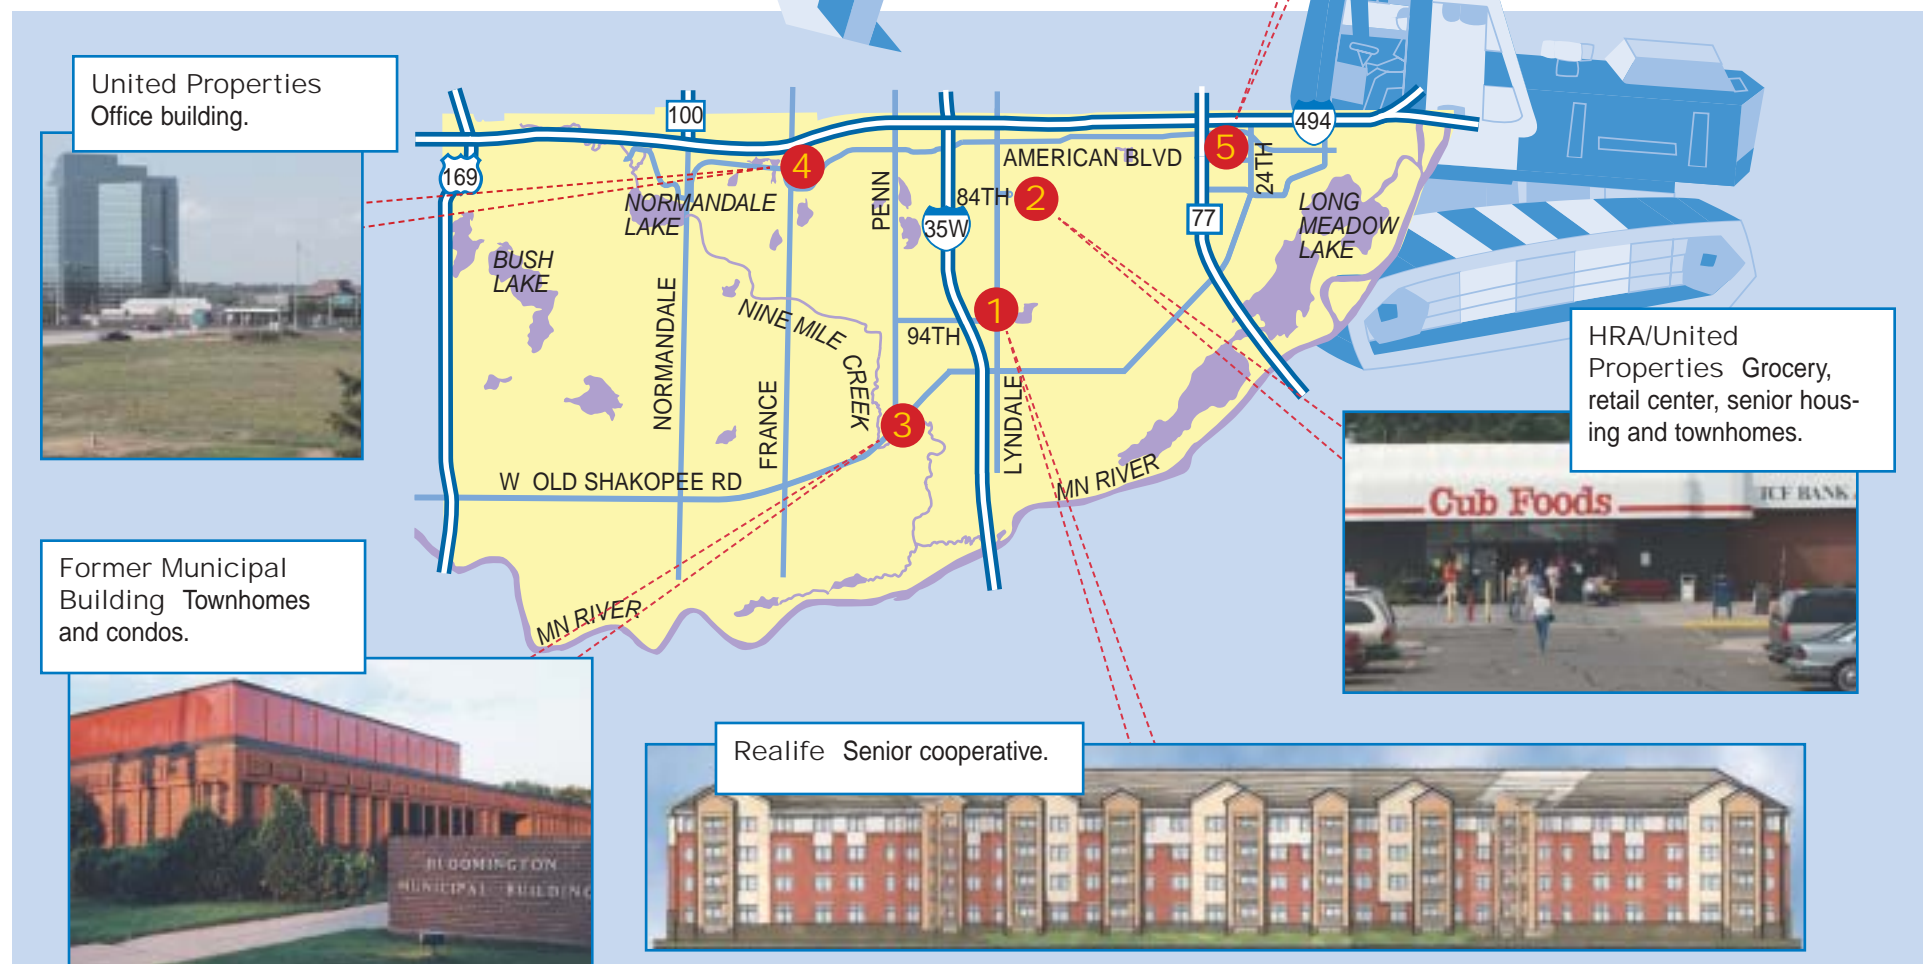 United Properties
Office building.
169
100
494
4
5
AMERICAN BLVD
24TH
84TH
2
PENN
NORMANDALE
LAKE
35W
77
LONG
MEADOW
LAKE
BUSH
LAKE
NORMANDALE
NINE MILE CREEK
1
94TH
FRANCE
LYNDALE
3
W OLD SHAKOPEE RD
MN RIVER
MN RIVER
HRA/United
Properties Grocery,
retail center, senior hous-
ing and townhomes.
Cub Foods
TCF BANK
Former Municipal
Building Townhomes
and condos.
BLOOMINGTON
MUNICIPAL BUILDING
Realife Senior cooperative.